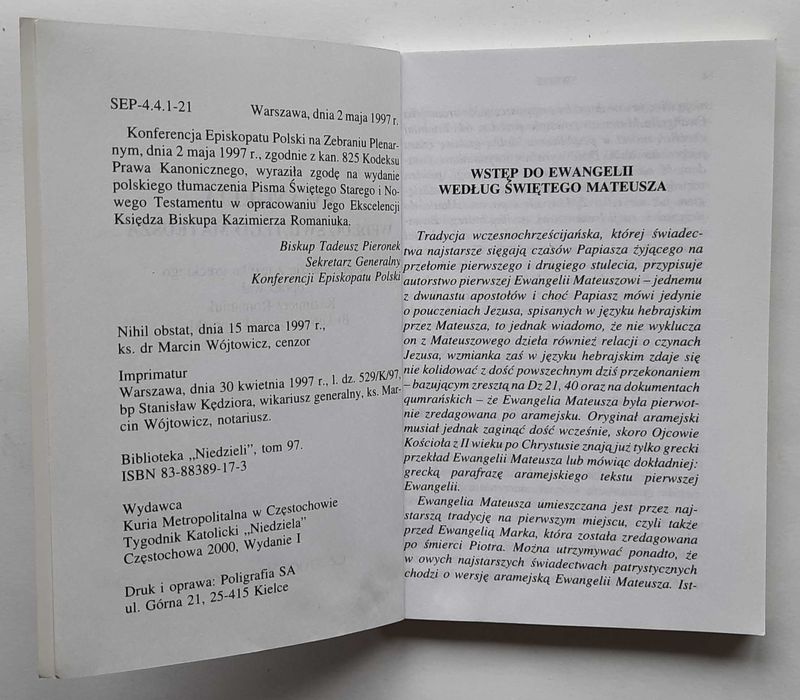 SEP-4.4.1-21
Warszawa, dnia 2 maja 1997 r.
Konferencja Episkopatu Polski na Zebraniu Plenar-
nym, dnia 2 maja 1997 r., zgodnie z kan. 825 Kodeksu
Prawa Kanonicznego, wyraziła zgodę na wydanie
polskiego tłumaczenia Pisma Świętego Starego i No-
wego Testamentu w opracowaniu Jego Ekscelencji
Księdza Biskupa Kazimierza Romaniuka.
Biskup Tadeusz Pieronek
Sekretarz Generalny
Konferencji Episkopatu Polski
Nihil obstat, dnia 15 marca 1997 r.,
ks. dr Marcin Wójtowicz, cenzor
Imprimatur
Warszawa, dnia 30 kwietnia 1997 r., l. dz. 529/K/97,
bp Stanisław Kędziora, wikariusz generalny, ks. Mar-
cin Wójtowicz, notariusz.
Biblioteka „Niedzieli”, tom 97.
ISBN 83-88389-17-3
Wydawca
Kuria Metropolitalna w Częstochowie
Tygodnik Katolicki „Niedziela”
Częstochowa 2000, Wydanie I
Druk i oprawa: Poligrafia SA
ul. Górna 21, 25-415 Kielce
WSTĘP DO EWANGELII
WEDŁUG ŚWIĘTEGO MATEUSZA
Tradycja wczesnochrześcijańska, której świadec-
twa najstarsze sięgają czasów Papiasza żyjącego na
przełomie pierwszego i drugiego stulecia, przypisuje
autorstwo pierwszej Ewangelii Mateuszowi – jednemu
z dwunastu apostołów i choć Papiasz mówi jedynie
o pouczeniach Jezusa, spisanych w języku hebrajskim
przez Mateusza, to jednak wiadomo, że nie wyklucza
on z Mateuszowego dzieła również relacji o czynach
Jezusa, wzmianka zaś w języku hebrajskim zdaje się
nie kolidować z dość powszechnym dziś przekonaniem
– bazującym zresztą na Dz 21, 40 oraz na dokumentach
qumrańskich – że Ewangelia Mateusza była pierwot-
nie zredagowana po aramejsku. Oryginał aramejski
musiał jednak zaginąć dość wcześnie, skoro Ojcowie
Kościoła z II wieku po Chrystusie znają już tylko grecki
przekład Ewangelii Mateusza lub mówiąc dokładniej:
grecką parafrazę aramejskiego tekstu pierwszej
Ewangelii.
Ewangelia Mateusza umieszczana jest przez naj-
starszą tradycję na pierwszym miejscu, czyli także
przed Ewangelią Marka, która została zredagowana
po śmierci Piotra. Można utrzymywać ponadto, że
w owych najstarszych świadectwach patrystycznych
chodzi o wersję aramejską Ewangelii Mateusza. Ist-